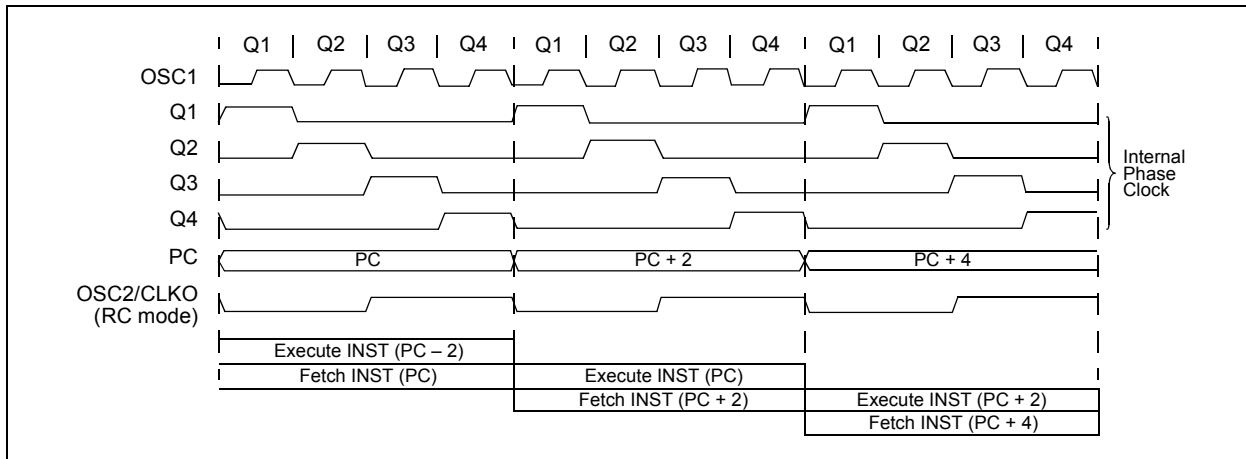 Q1 Q2 Q3 Q4 Q1 Q2 Q3 Q4 Q1 Q2 Q3 Q4
OSC1
Q1
Q2
Q3
Q4
Internal
Phase
Clock
PC PC PC + 2 PC + 4
OSC2/CLKO
(RC mode)
Execute INST (PC – 2)
Fetch INST (PC) Execute INST (PC)
Fetch INST (PC + 2) Execute INST (PC + 2)
Fetch INST (PC + 4)